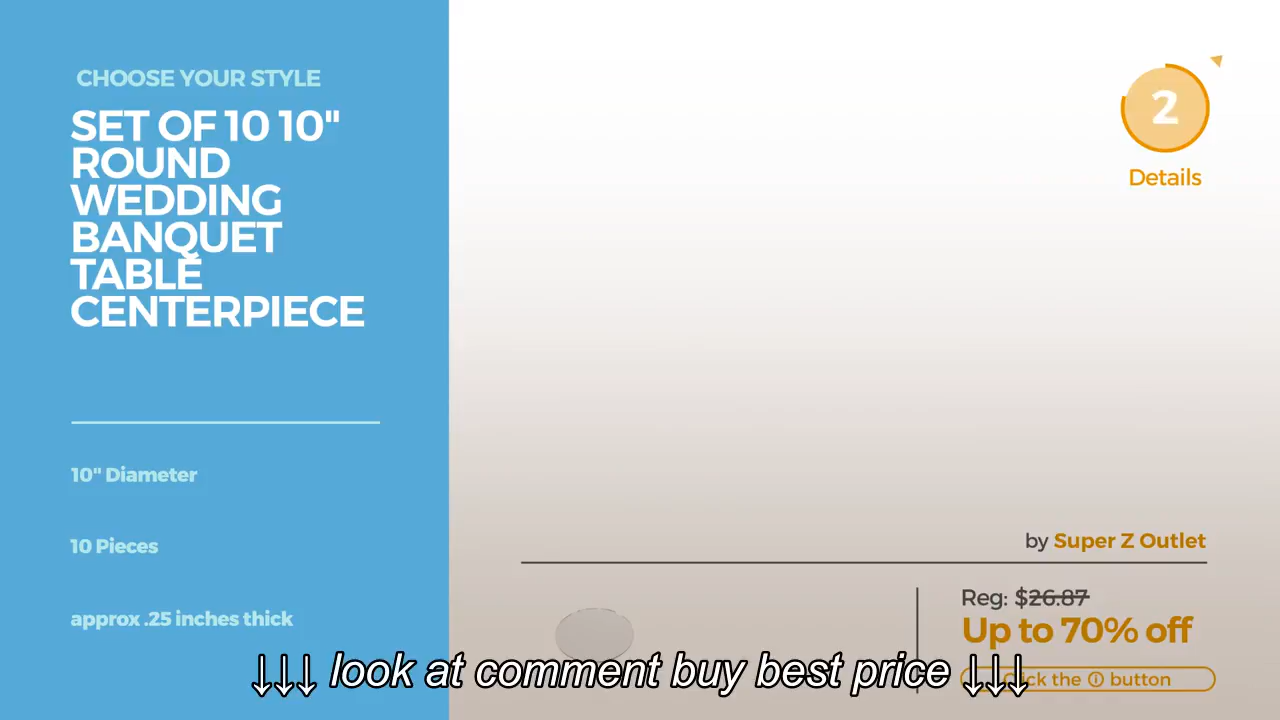 CHOOSE YOUR STYLE
SET OF 10 10"
ROUND
WEDDING
BANQUET
TABLE
CENTERPIECE
10" Diameter
10 Pieces
approx .25 inches thick
2
Details
by Super Z Outlet
Reg: $26.87
Up to 70% off
the ⓘ button
↓↓↓ look at comment buy best price ↓↓↓